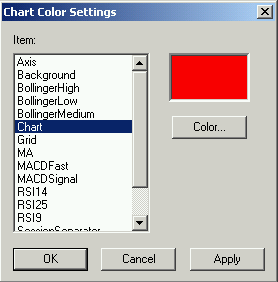 Chart Color Settings
Item:
Axis
Background
BollingerHigh
BollingerLow
BollingerMedium
Chart
Grid
MA
MACDFast
MACDSignal
RSI14
RSI25
RSI9
SessionSeparator
Color...
OK
Cancel
Apply